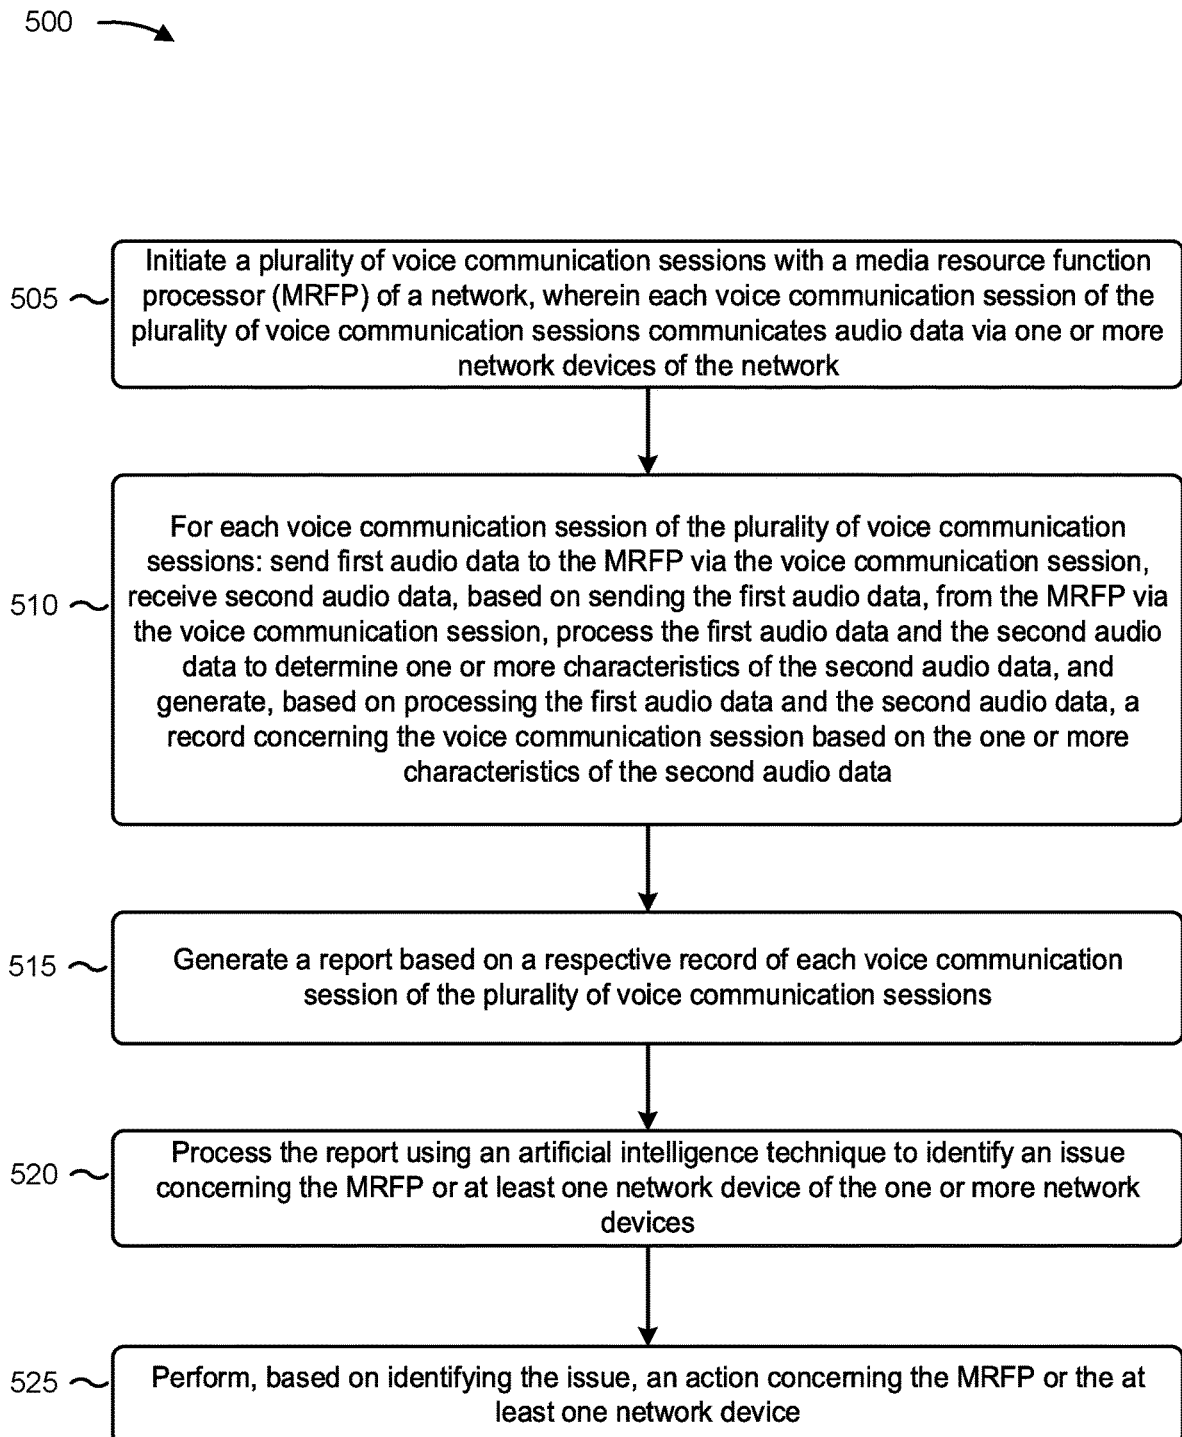 500
505
Initiate a plurality of voice communication sessions with a media resource function
processor (MRFP) of a network, wherein each voice communication session of the
plurality of voice communication sessions communicates audio data via one or more
network devices of the network
510
For each voice communication session of the plurality of voice communication
sessions: send first audio data to the MRFP via the voice communication session,
receive second audio data, based on sending the first audio data, from the MRFP via
the voice communication session, process the first audio data and the second audio
data to determine one or more characteristics of the second audio data, and
generate, based on processing the first audio data and the second audio data, a
record concerning the voice communication session based on the one or more
characteristics of the second audio data
515
Generate a report based on a respective record of each voice communication
session of the plurality of voice communication sessions
520
Process the report using an artificial intelligence technique to identify an issue
concerning the MRFP or at least one network device of the one or more network
devices
525
Perform, based on identifying the issue, an action concerning the MRFP or the at
least one network device